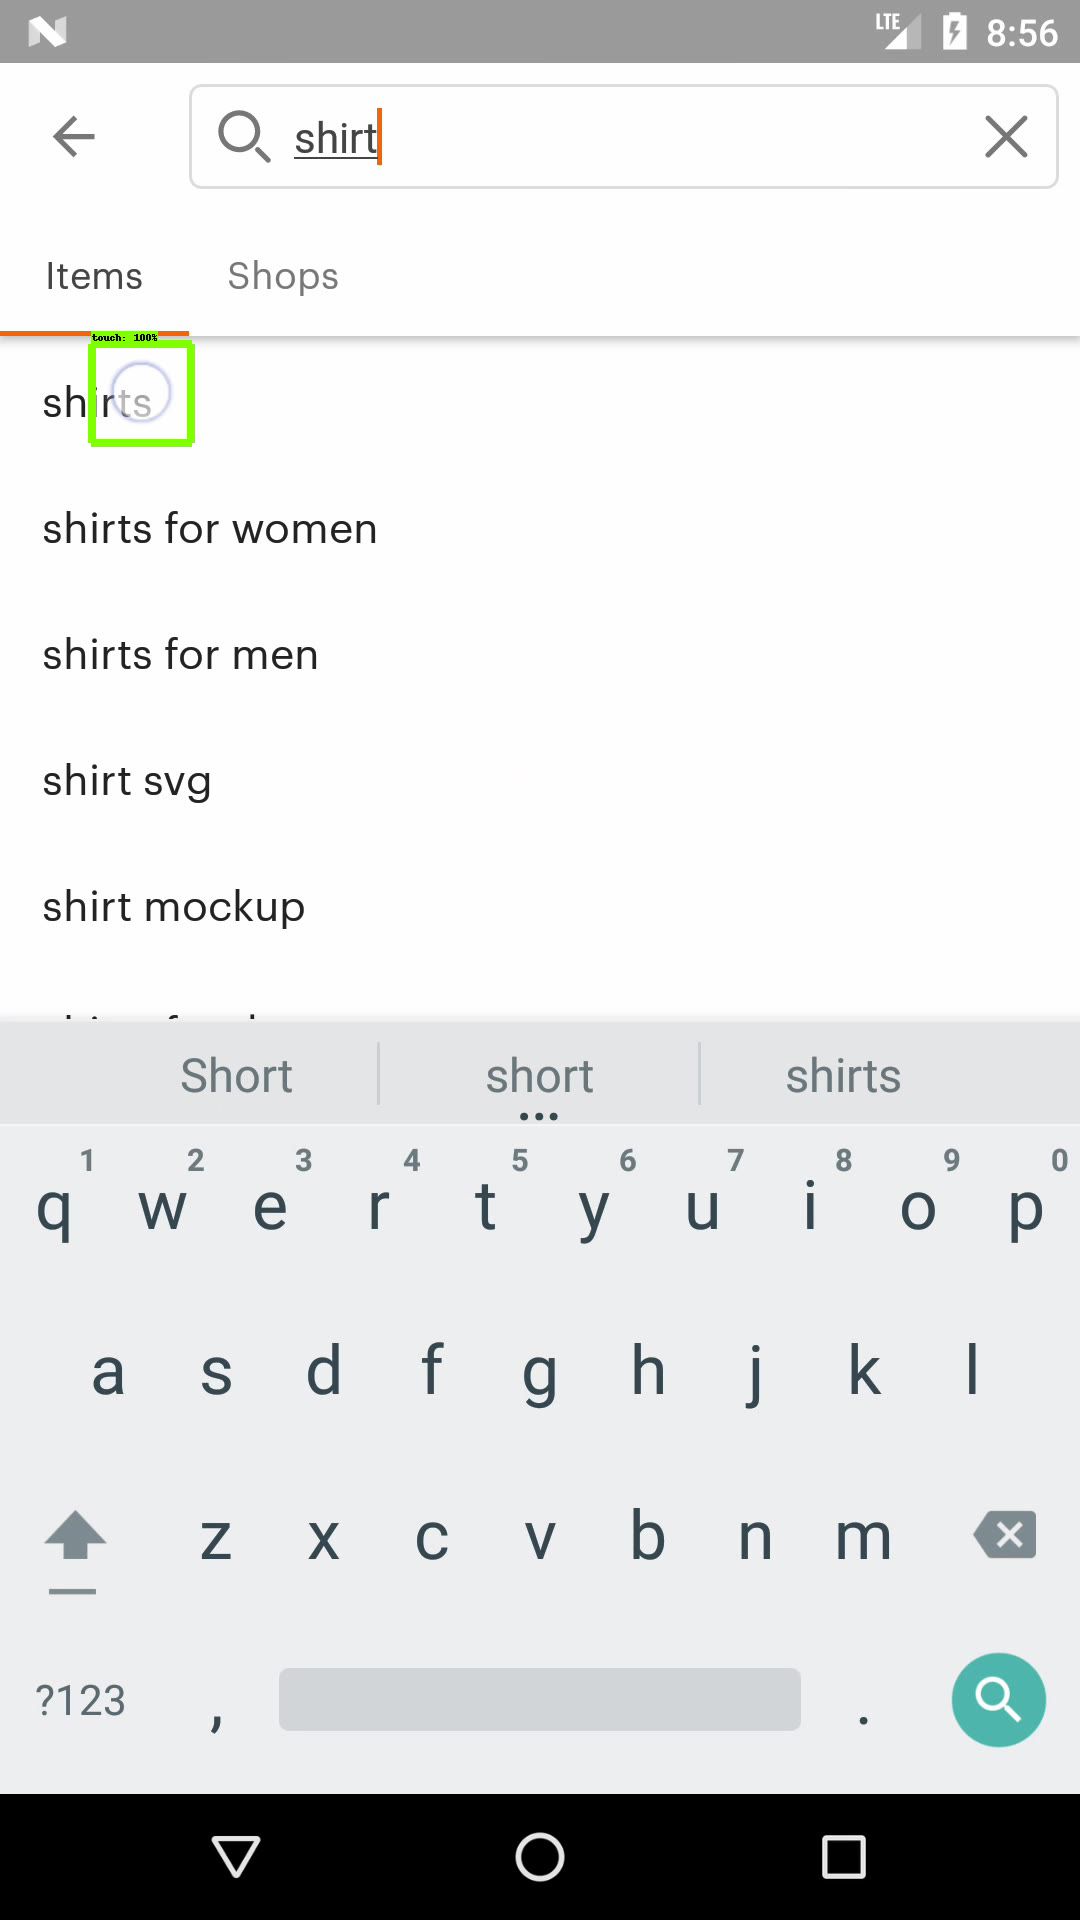 LTE 8:56
shirt
Items Shops
touch: 100%
shirts
shirts for women
shirts for men
shirt svg
shirt mockup
Short short shirts
1 2 3 4 5 6 7 8 9 0
q w e r t y u i o p
a s d f g h j k l
z x c v b n m
?123 , .